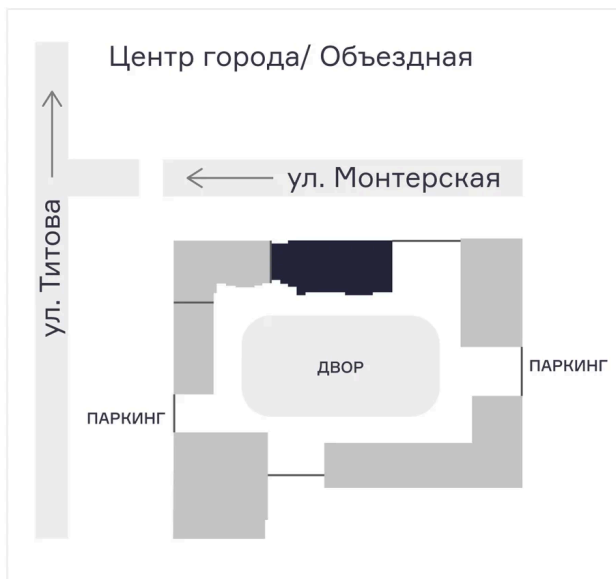 Центр города/ Объездная
ул. Монтерская
ул. Титова
ДВОР
ПАРКИНГ
ПАРКИНГ